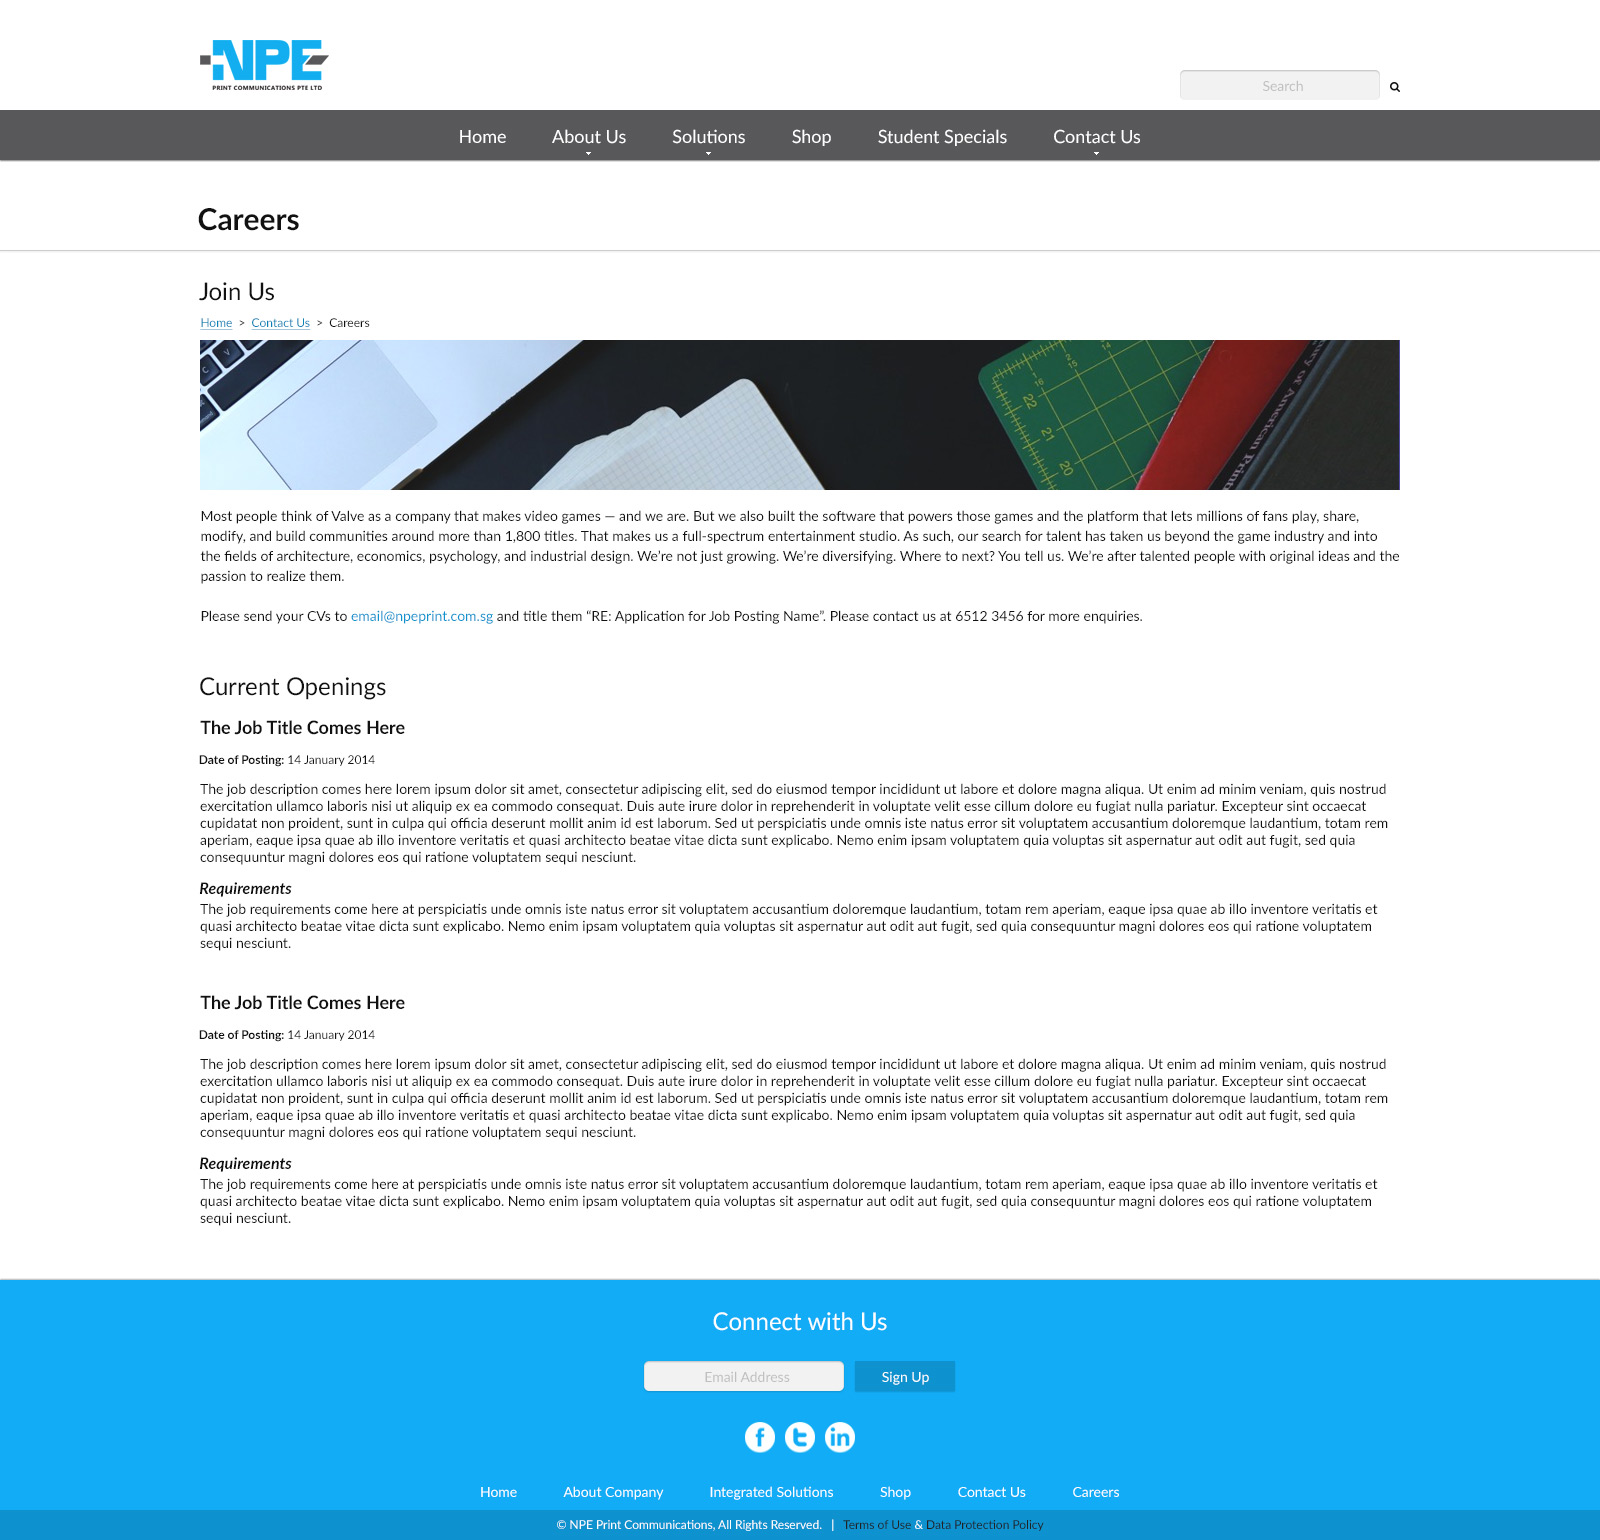 NPE
PRINT COMMUNICATIONS PTE LTD
Search
Home About Us Solutions Shop Student Specials Contact Us
Careers
Join Us
Home > Contact Us > Careers
V
C
command
22
21
20
16
15
14
ury of American Print
Most people think of Valve as a company that makes video games — and we are. But we also built the software that powers those games and the platform that lets millions of fans play, share,
modify, and build communities around more than 1,800 titles. That makes us a full-spectrum entertainment studio. As such, our search for talent has taken us beyond the game industry and into
the fields of architecture, economics, psychology, and industrial design. We’re not just growing. We’re diversifying. Where to next? You tell us. We’re after talented people with original ideas and the
passion to realize them.
Please send your CVs to email@npeprint.com.sg and title them “RE: Application for Job Posting Name”. Please contact us at 6512 3456 for more enquiries.
Current Openings
The Job Title Comes Here
Date of Posting: 14 January 2014
The job description comes here lorem ipsum dolor sit amet, consectetur adipiscing elit, sed do eiusmod tempor incididunt ut labore et dolore magna aliqua. Ut enim ad minim veniam, quis nostrud
exercitation ullamco laboris nisi ut aliquip ex ea commodo consequat. Duis aute irure dolor in reprehenderit in voluptate velit esse cillum dolore eu fugiat nulla pariatur. Excepteur sint occaecat
cupidatat non proident, sunt in culpa qui officia deserunt mollit anim id est laborum. Sed ut perspiciatis unde omnis iste natus error sit voluptatem accusantium doloremque laudantium, totam rem
aperiam, eaque ipsa quae ab illo inventore veritatis et quasi architecto beatae vitae dicta sunt explicabo. Nemo enim ipsam voluptatem quia voluptas sit aspernatur aut odit aut fugit, sed quia
consequuntur magni dolores eos qui ratione voluptatem sequi nesciunt.
Requirements
The job requirements come here at perspiciatis unde omnis iste natus error sit voluptatem accusantium doloremque laudantium, totam rem aperiam, eaque ipsa quae ab illo inventore veritatis et
quasi architecto beatae vitae dicta sunt explicabo. Nemo enim ipsam voluptatem quia voluptas sit aspernatur aut odit aut fugit, sed quia consequuntur magni dolores eos qui ratione voluptatem
sequi nesciunt.
The Job Title Comes Here
Date of Posting: 14 January 2014
The job description comes here lorem ipsum dolor sit amet, consectetur adipiscing elit, sed do eiusmod tempor incididunt ut labore et dolore magna aliqua. Ut enim ad minim veniam, quis nostrud
exercitation ullamco laboris nisi ut aliquip ex ea commodo consequat. Duis aute irure dolor in reprehenderit in voluptate velit esse cillum dolore eu fugiat nulla pariatur. Excepteur sint occaecat
cupidatat non proident, sunt in culpa qui officia deserunt mollit anim id est laborum. Sed ut perspiciatis unde omnis iste natus error sit voluptatem accusantium doloremque laudantium, totam rem
aperiam, eaque ipsa quae ab illo inventore veritatis et quasi architecto beatae vitae dicta sunt explicabo. Nemo enim ipsam voluptatem quia voluptas sit aspernatur aut odit aut fugit, sed quia
consequuntur magni dolores eos qui ratione voluptatem sequi nesciunt.
Requirements
The job requirements come here at perspiciatis unde omnis iste natus error sit voluptatem accusantium doloremque laudantium, totam rem aperiam, eaque ipsa quae ab illo inventore veritatis et
quasi architecto beatae vitae dicta sunt explicabo. Nemo enim ipsam voluptatem quia voluptas sit aspernatur aut odit aut fugit, sed quia consequuntur magni dolores eos qui ratione voluptatem
sequi nesciunt.
Connect with Us
Email Address Sign Up
f t in
Home About Company Integrated Solutions Shop Contact Us Careers
© NPE Print Communications, All Rights Reserved. | Terms of Use & Data Protection Policy